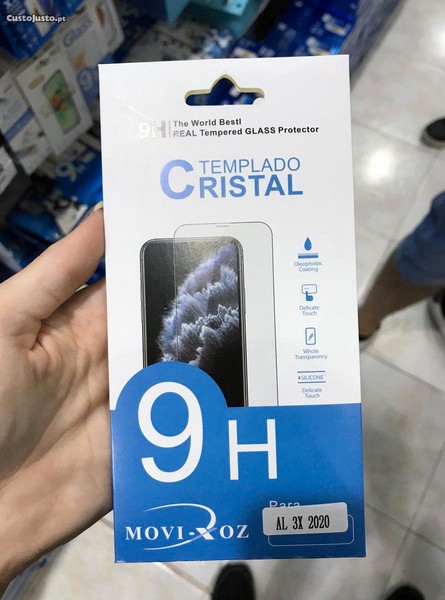 CustoJusto.pt
9H
The World Best!
REAL Tempered GLASS Protector
TEMPLADO
CRISTAL
Oleophobic
Coating
Delicate
Touch
Whole
Transparency
SILICONE
Delicate
Touch
9H
MOVI-XOZ
Para
AL 3X 2020